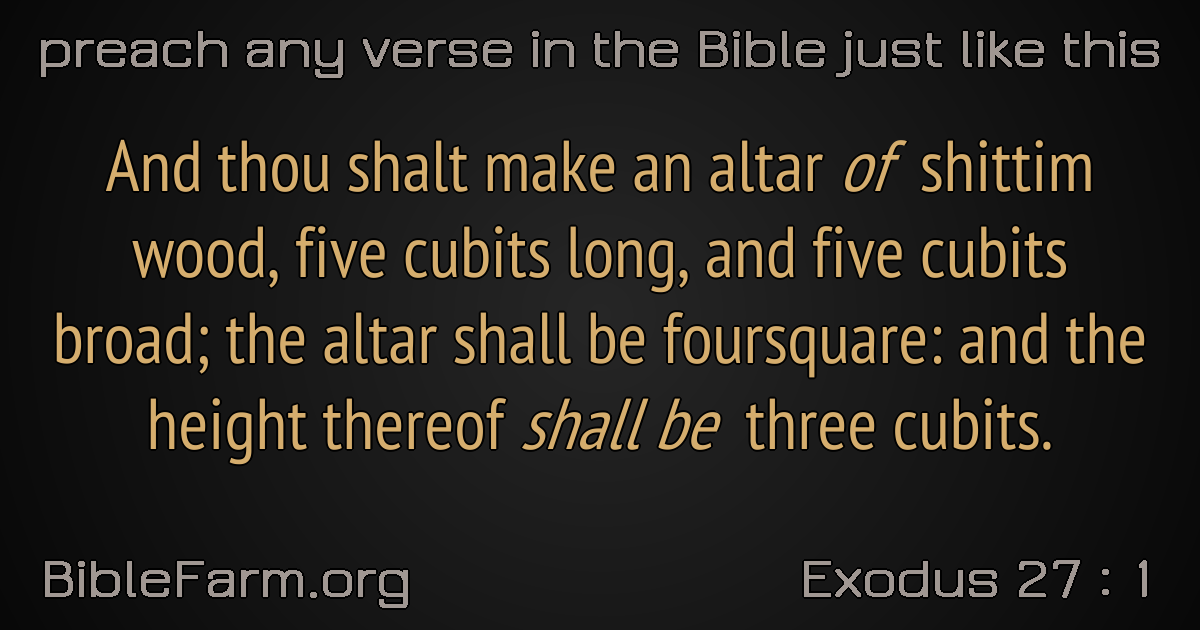 preach any verse in the Bible just like this
And thou shalt make an altar of shittim
wood, five cubits long, and five cubits
broad; the altar shall be foursquare: and the
height thereof shall be three cubits.
BibleFarm.org
Exodus 27 : 1